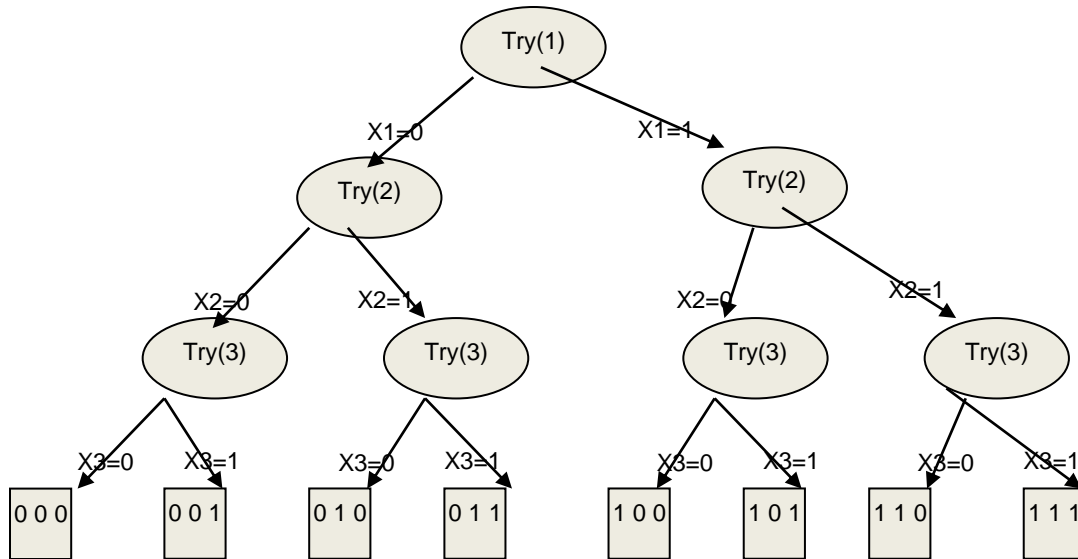 Try(1)
X1=0
X1=1
Try(2)
Try(2)
X2=0
X2=1
X2=0
X2=1
Try(3)
Try(3)
Try(3)
Try(3)
X3=0
X3=1
X3=0
X3=1
X3=0
X3=1
X3=0
X3=1
0 0 0
0 0 1
0 1 0
0 1 1
1 0 0
1 0 1
1 1 0
1 1 1